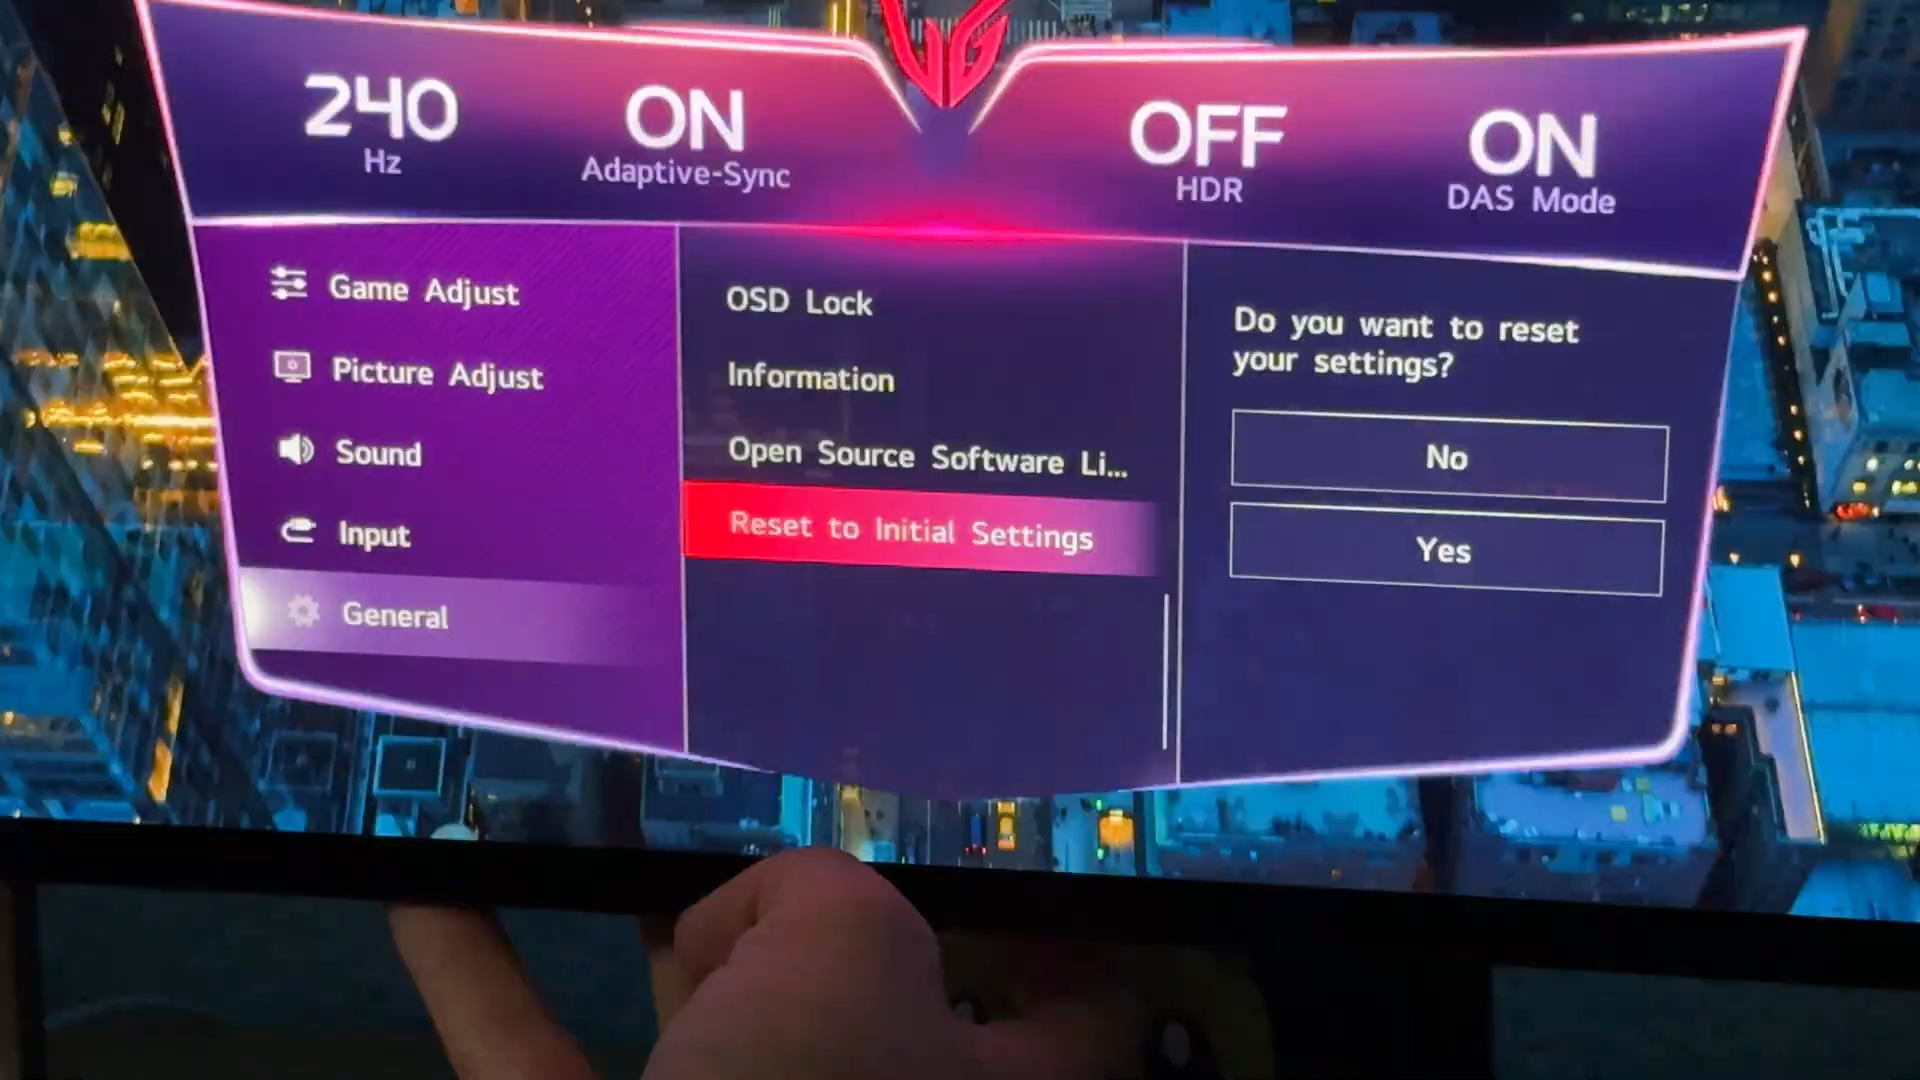 240
Hz
ON
Adaptive-Sync
OFF
HDR
ON
DAS Mode
Game Adjust
Picture Adjust
Sound
Input
General
OSD Lock
Information
Open Source Software Li...
Reset to Initial Settings
Do you want to reset
your settings?
No
Yes